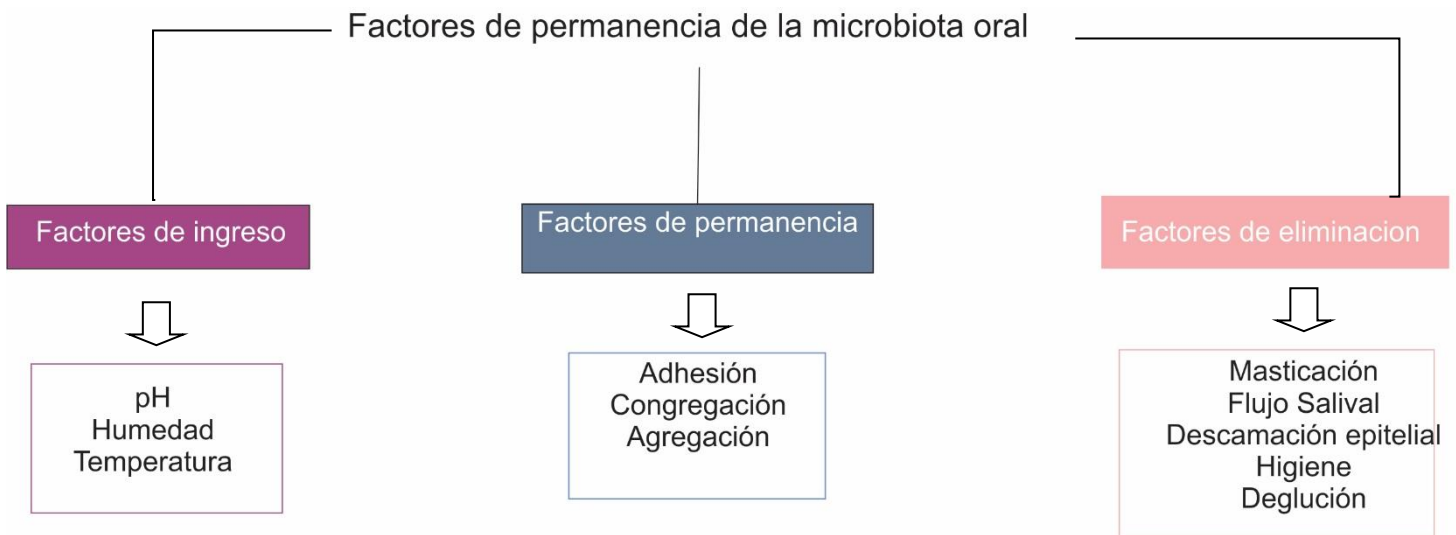 Factores de permanencia de la microbiota oral
Factores de ingreso
Factores de permanencia
Factores de eliminacion
pH
Humedad
Temperatura
Adhesión
Congregación
Agregación
Masticación
Flujo Salival
Descamación epitelial
Higiene
Deglución